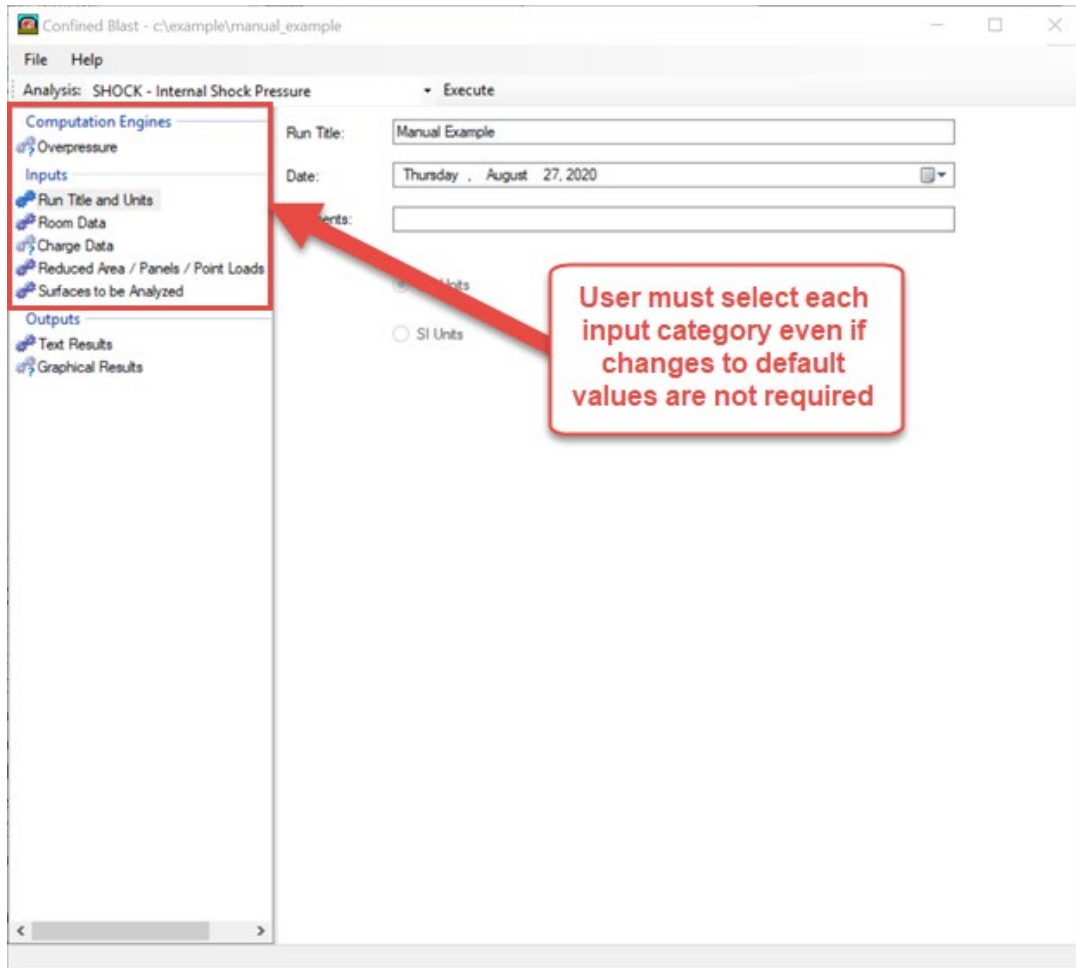 Confined Blast - c:\example\manual_example
File Help
Analysis: SHOCK - Internal Shock Pressure Execute
Computation Engines
Overpressure
Inputs
Run Title and Units
Room Data
Charge Data
Reduced Area / Panels / Point Loads
Surfaces to be Analyzed
Outputs
Text Results
Graphical Results
Run Title: Manual Example
Date: Thursday , August 27, 2020
SI Units
User must select each
input category even if
changes to default
values are not required